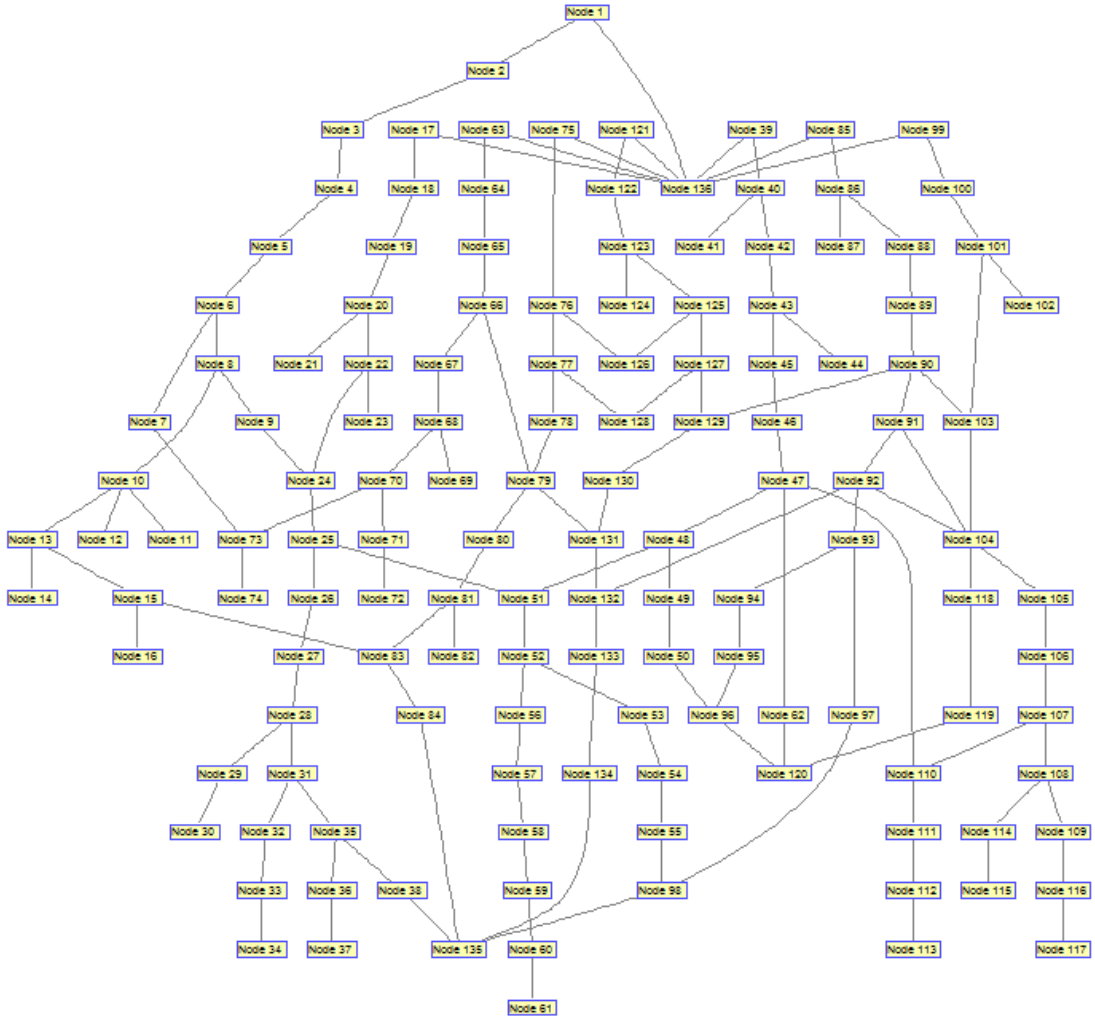 Node 1
Node 2
Node 3
Node 17
Node 63
Node 75
Node 121
Node 39
Node 85
Node 99
Node 4
Node 18
Node 64
Node 122
Node 136
Node 40
Node 86
Node 100
Node 5
Node 19
Node 65
Node 123
Node 41
Node 42
Node 87
Node 88
Node 101
Node 6
Node 20
Node 66
Node 76
Node 124
Node 125
Node 43
Node 89
Node 102
Node 8
Node 21
Node 22
Node 67
Node 77
Node 126
Node 127
Node 45
Node 44
Node 90
Node 7
Node 9
Node 23
Node 68
Node 78
Node 128
Node 129
Node 46
Node 91
Node 103
Node 10
Node 24
Node 70
Node 69
Node 79
Node 130
Node 47
Node 92
Node 13
Node 12
Node 11
Node 73
Node 25
Node 71
Node 80
Node 131
Node 48
Node 93
Node 104
Node 14
Node 15
Node 74
Node 26
Node 72
Node 81
Node 51
Node 132
Node 49
Node 94
Node 118
Node 105
Node 16
Node 27
Node 83
Node 82
Node 52
Node 133
Node 50
Node 95
Node 106
Node 28
Node 84
Node 56
Node 53
Node 96
Node 62
Node 97
Node 119
Node 107
Node 29
Node 31
Node 57
Node 134
Node 54
Node 120
Node 110
Node 108
Node 30
Node 32
Node 35
Node 58
Node 55
Node 111
Node 114
Node 109
Node 33
Node 36
Node 38
Node 59
Node 98
Node 112
Node 115
Node 116
Node 34
Node 37
Node 135
Node 60
Node 113
Node 117
Node 61